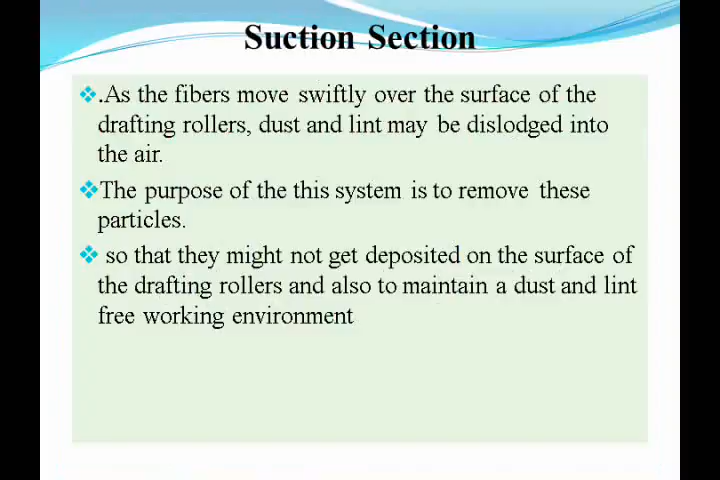 Suction Section
.As the fibers move swiftly over the surface of the
drafting rollers, dust and lint may be dislodged into
the air.
The purpose of the this system is to remove these
particles.
so that they might not get deposited on the surface of
the drafting rollers and also to maintain a dust and lint
free working environment